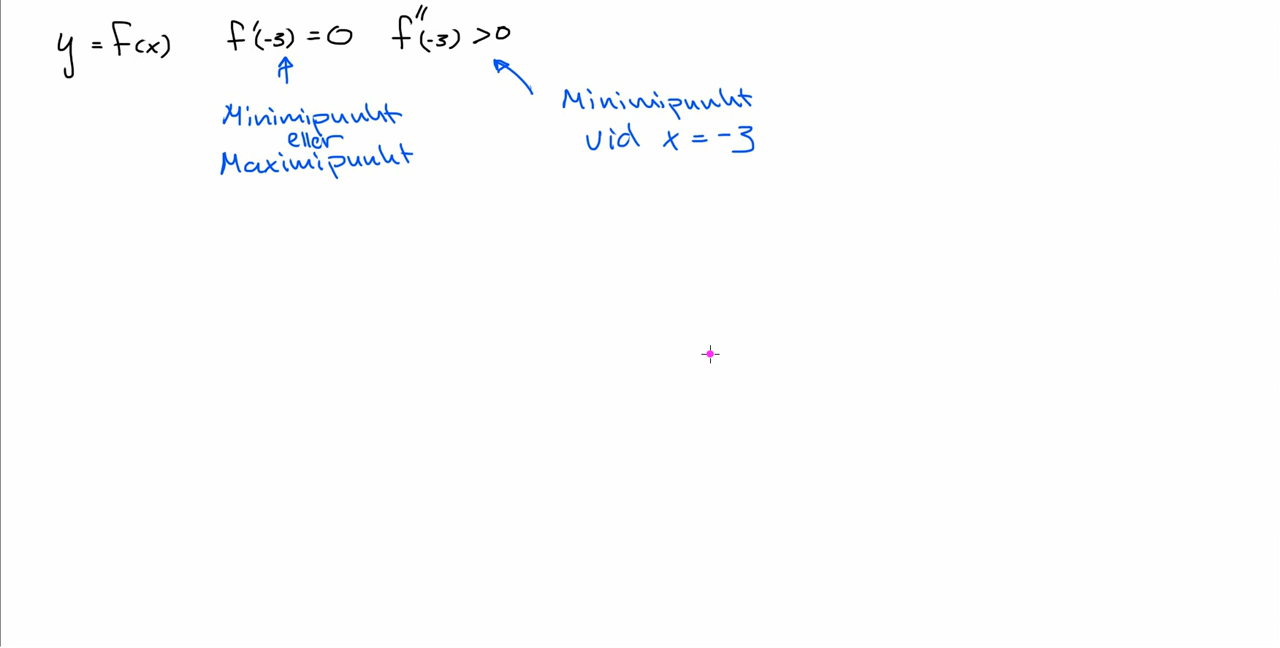 y = f(x) f'(-3) = 0 f''(-3) > 0
Minimipunkt
eller
Maximipunkt
Minimipunkt
vid x = -3